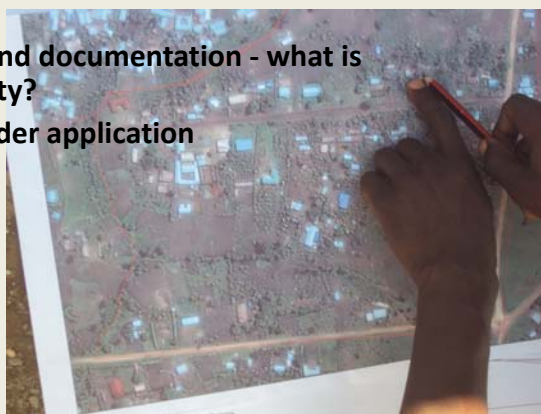 nd documentation - what is
ty?
der application